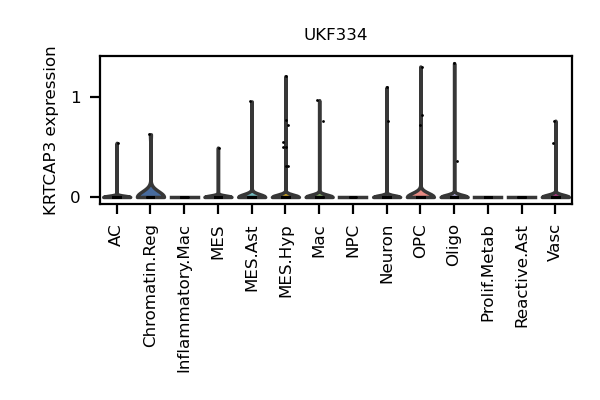 UKF334
KRTCAP3 expression
1
0
AC
Chromatin.Reg
Inflammatory.Mac
MES
MES.Ast
MES.Hyp
Mac
NPC
Neuron
OPC
Oligo
Prolif.Metab
Reactive.Ast
Vasc